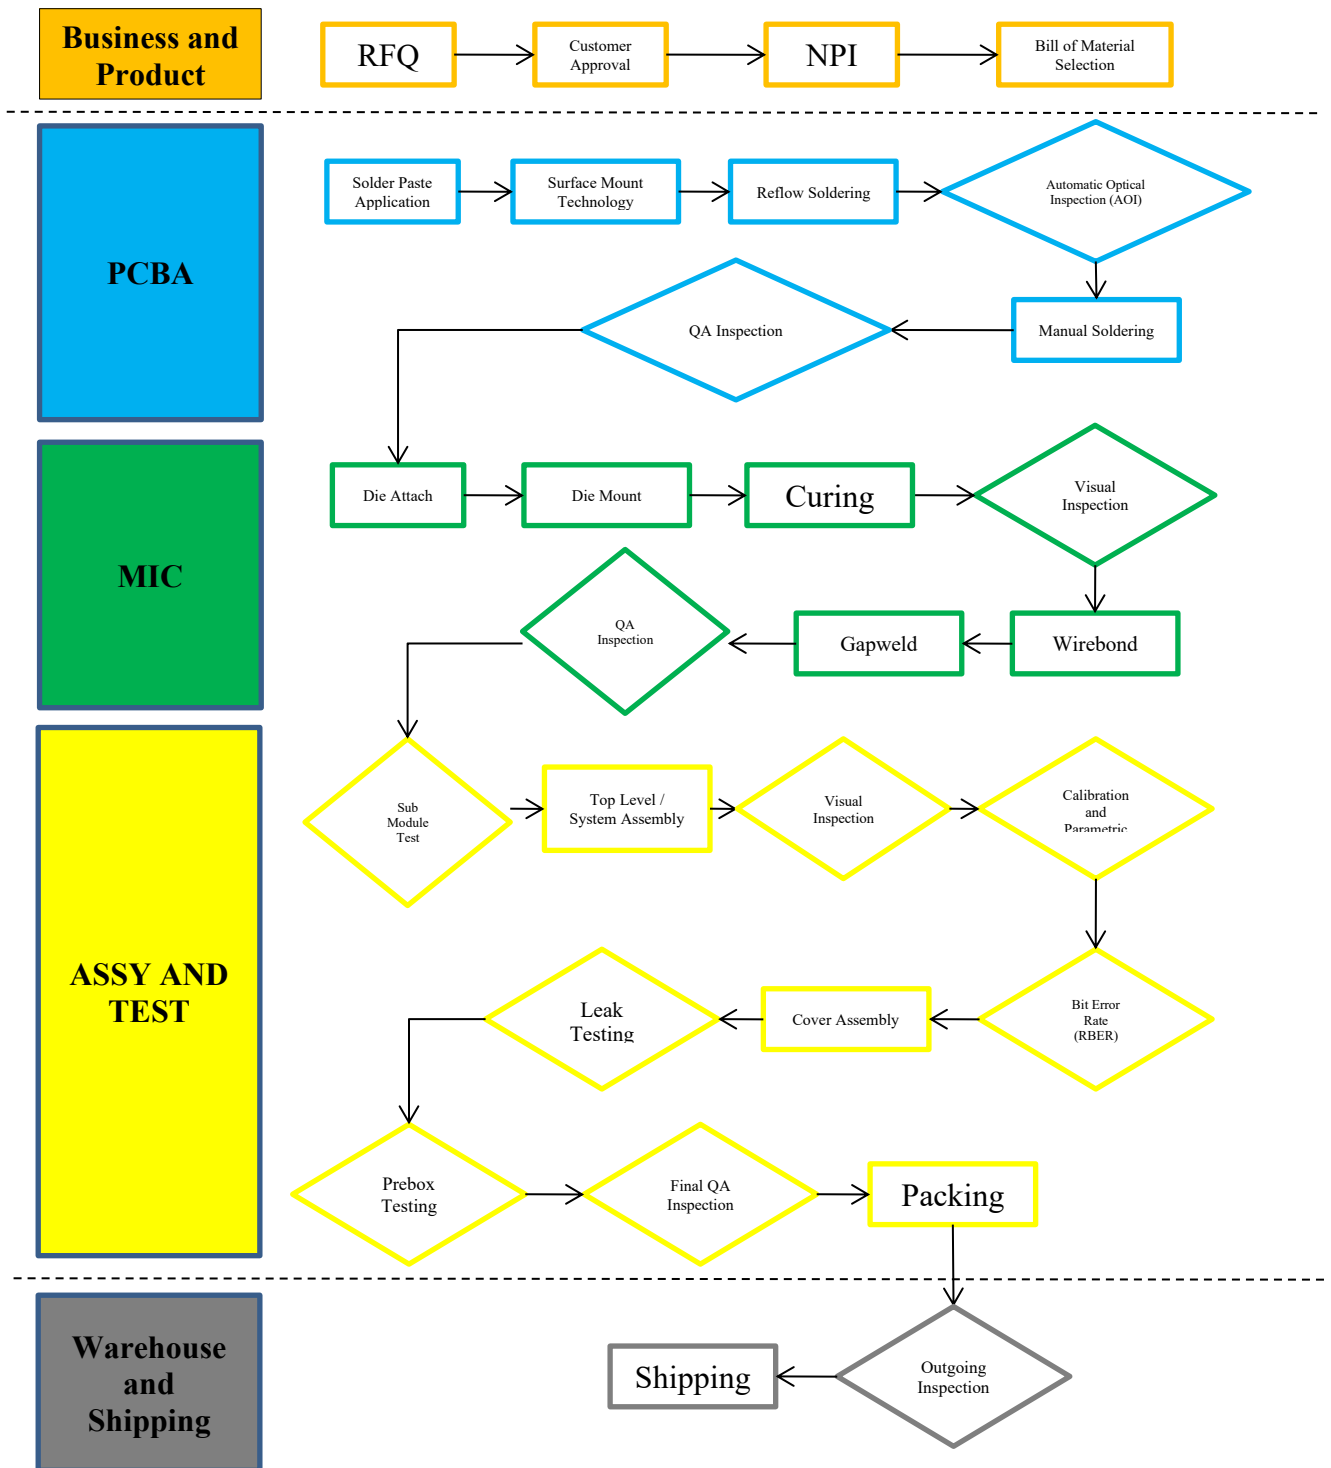 Business and
Product
RFQ
Customer
Approval
NPI
Bill of Material
Selection
PCBA
Solder Paste
Application
Surface Mount
Technology
Reflow Soldering
Automatic Optical
Inspection (AOI)
QA Inspection
Manual Soldering
MIC
Die Attach
Die Mount
Curing
Visual
Inspection
QA
Inspection
Gapweld
Wirebond
ASSY AND
TEST
Sub
Module
Test
Top Level /
System Assembly
Visual
Inspection
Calibration
and
Parametric
Leak
Testing
Cover Assembly
Bit Error
Rate
(RBER)
Prebox
Testing
Final QA
Inspection
Packing
Warehouse
and
Shipping
Shipping
Outgoing
Inspection